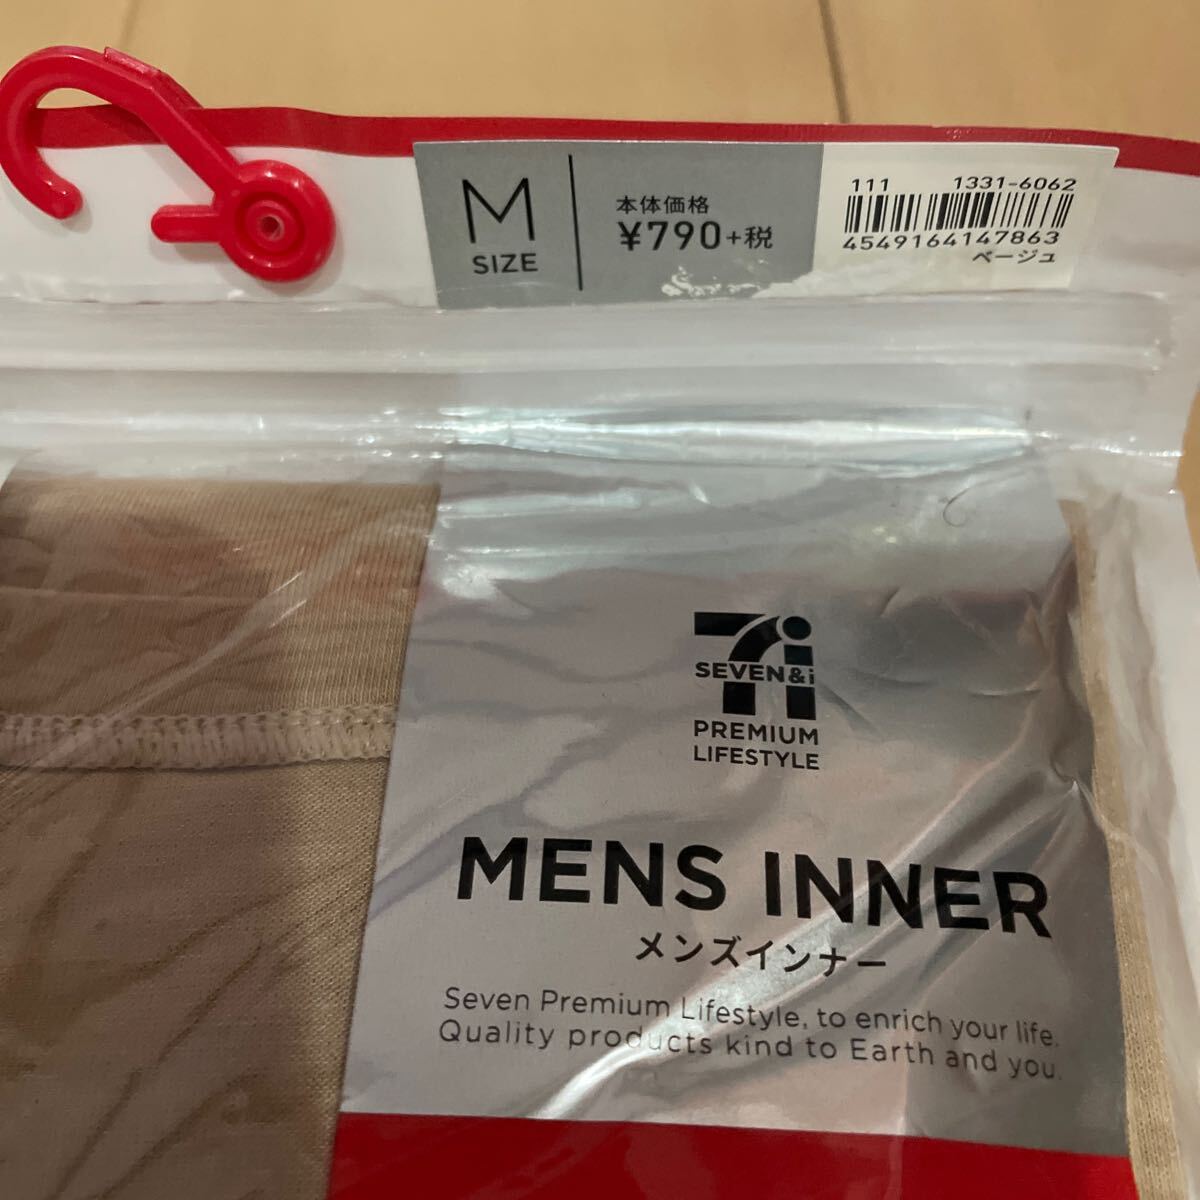 M
SIZE
本体価格
¥790+税
111 1331-6062
4549164147863
ベージュ
SEVEN&i
PREMIUM
LIFESTYLE
MENS INNER
メンズインナー
Seven Premium Lifestyle, to enrich your life.
Quality products kind to Earth and you.